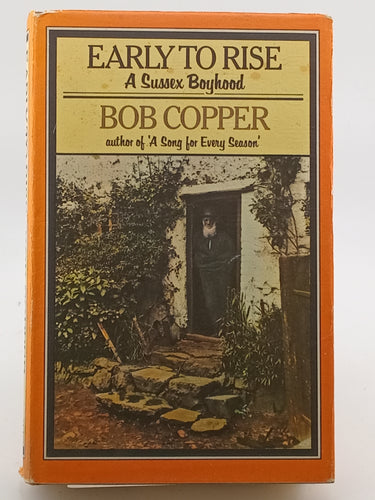 EARLY TO RISE
A Sussex Boyhood
BOB COPPER
author of 'A Song for Every Season'